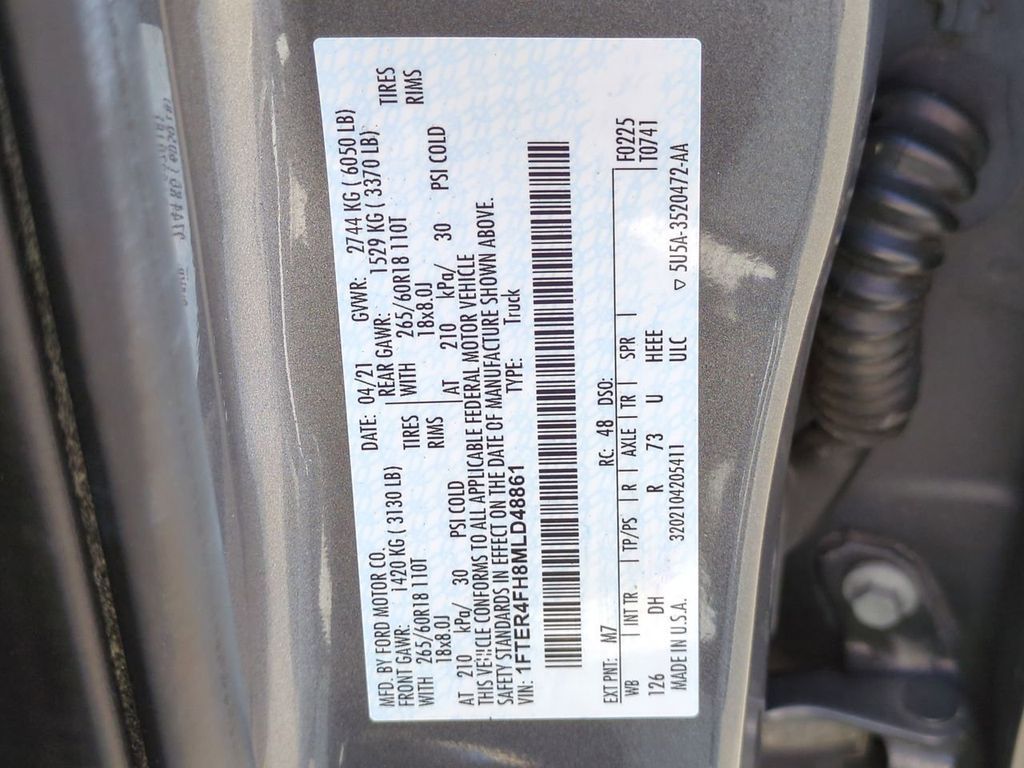 MFD. BY FORD MOTOR CO. DATE: 04/21 GVWR: 2744 KG ( 6050 LB)
FRONT GAWR: 1420 KG ( 3130 LB) REAR GAWR: 1529 KG ( 3370 LB)
WITH 265/60R18 110T TIRES WITH 265/60R18 110T TIRES
18x8.0J RIMS 18x8.0J RIMS
AT 210 kPa/ 30 PSI COLD AT 210 kPa/ 30 PSI COLD
THIS VEHICLE CONFORMS TO ALL APPLICABLE FEDERAL MOTOR VEHICLE
SAFETY STANDARDS IN EFFECT ON THE DATE OF MANUFACTURE SHOWN ABOVE.
VIN: 1FTER4FH8MLD48861 TYPE: Truck
EXT PNT: M7 RC: 48 DSO: F0225
WB INT TR. TP/PS R AXLE TR SPR T0741
126 DH R 73 U HEEE
ULC
MADE IN U.S.A. 3202104205411 ▽ 5U5A-3520472-AA